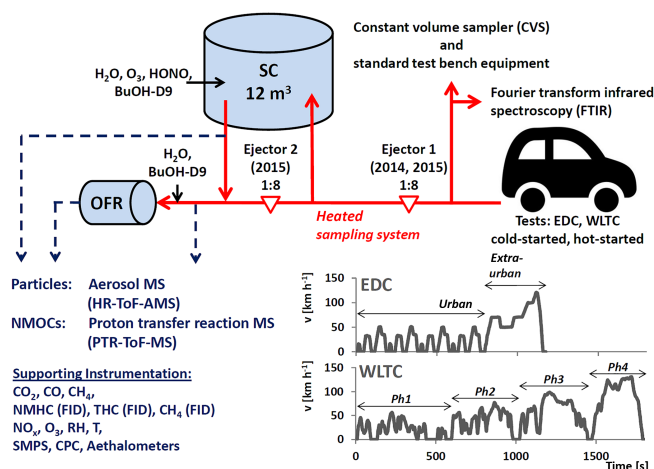 Constant volume sampler (CVS)
and
standard test bench equipment
Fourier transform infrared
spectroscopy (FTIR)
H₂O, O₃, HONO,
BuOH-D9
SC
12 m³
H₂O,
BuOH-D9
Ejector 2
(2015)
1:8
Ejector 1
(2014, 2015)
1:8
OFR
Heated
sampling system
Tests: EDC, WLTC
cold-started, hot-started
Particles: Aerosol MS
(HR-ToF-AMS)
NMOCs: Proton transfer reaction MS
(PTR-ToF-MS)
Supporting Instrumentation:
CO₂, CO, CH₄,
NMHC (FID), THC (FID), CH₄ (FID)
NOₓ, O₃, RH, T,
SMPS, CPC, Aethalometers
Extra-
urban
EDC
Urban
v [km h⁻¹]
150
100
50
0
WLTC
Ph1
Ph2
Ph3
Ph4
v [km h⁻¹]
150
100
50
0
0 500 1000 1500
Time [s]